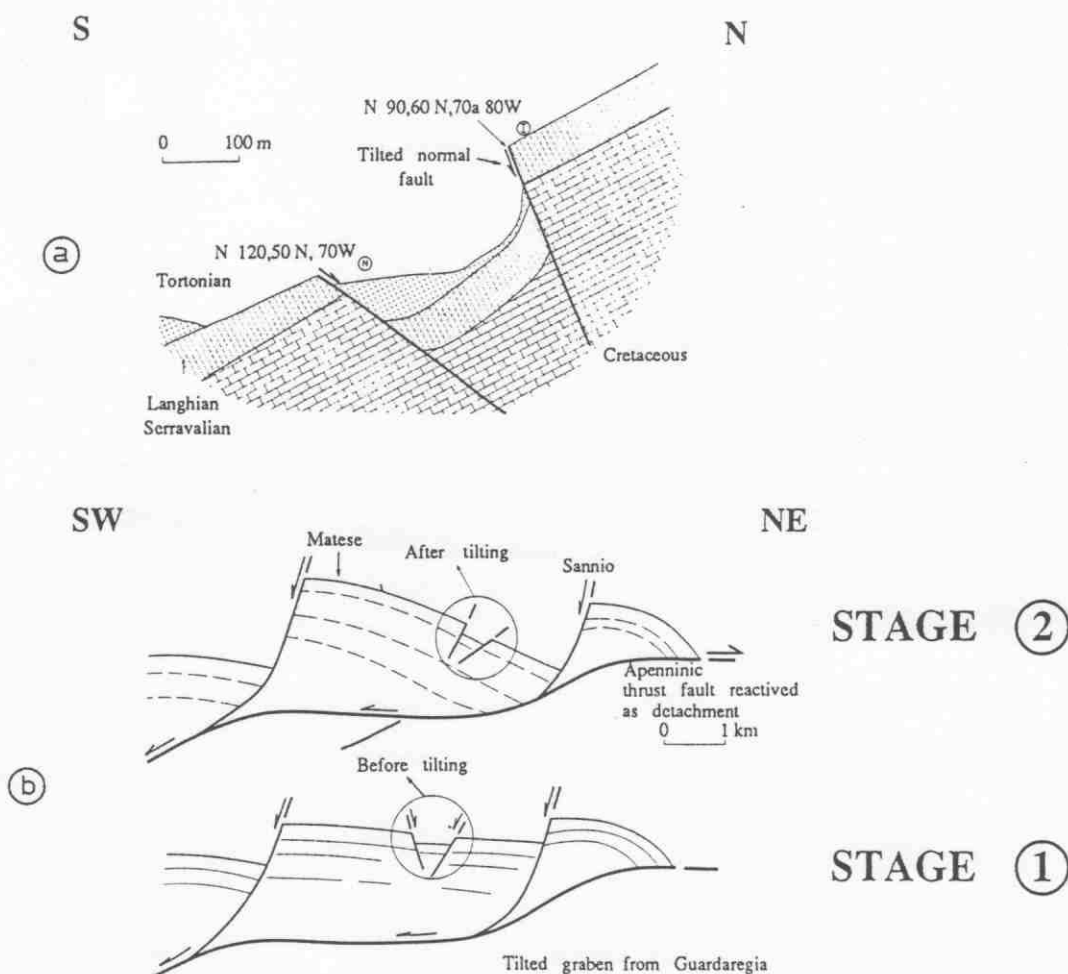 S
N
N 90,60 N,70a 80W
0 100 m
Tilted normal
fault
a
N 120,50 N, 70W
N
Tortonian
Cretaceous
Langhian
Serravalian
SW
NE
Matese
After tilting
Sannio
STAGE 2
Apenninic
thrust fault reactived
as detachment
0 1 km
b
Before tilting
STAGE 1
Tilted graben from Guardaregia